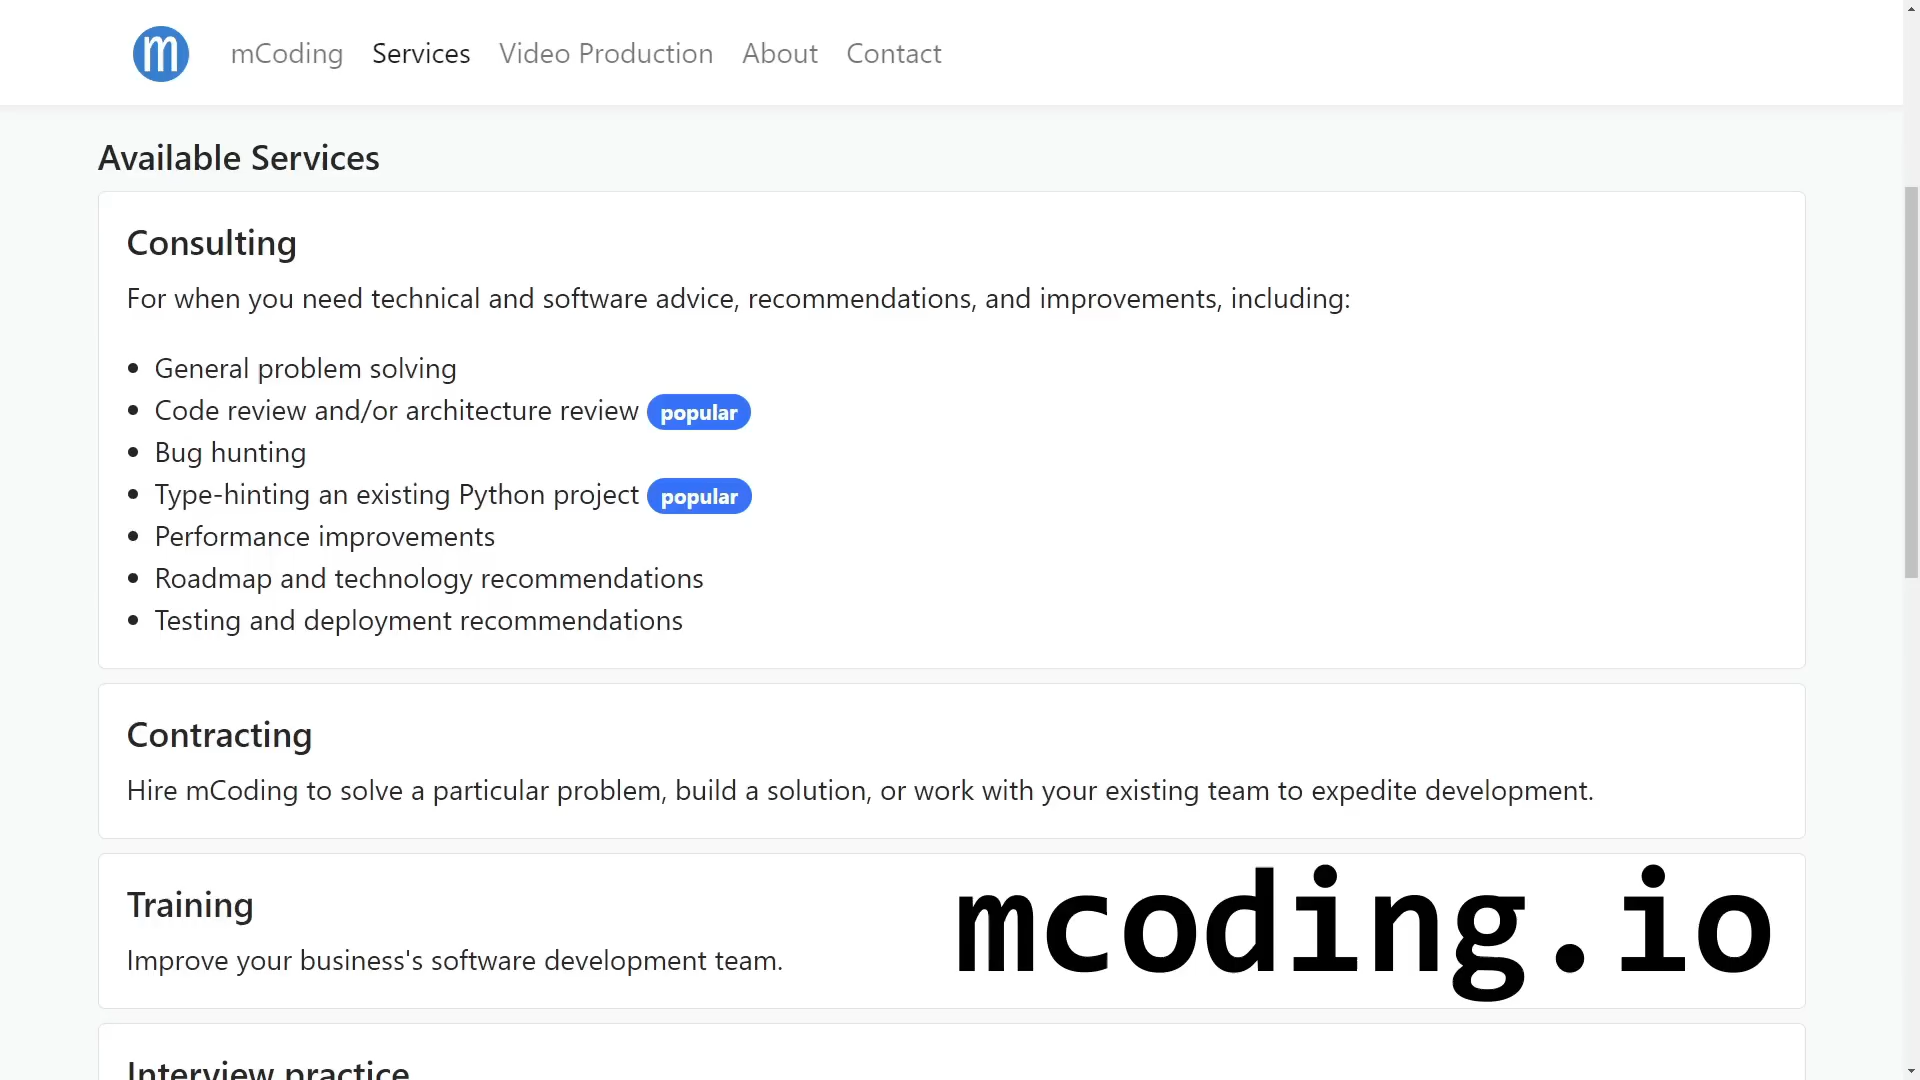 m mCoding Services Video Production About Contact
Available Services
Consulting
For when you need technical and software advice, recommendations, and improvements, including:
• General problem solving
• Code review and/or architecture review popular
• Bug hunting
• Type-hinting an existing Python project popular
• Performance improvements
• Roadmap and technology recommendations
• Testing and deployment recommendations
Contracting
Hire mCoding to solve a particular problem, build a solution, or work with your existing team to expedite development.
Training
Improve your business's software development team.
mcoding.io
Interview practice